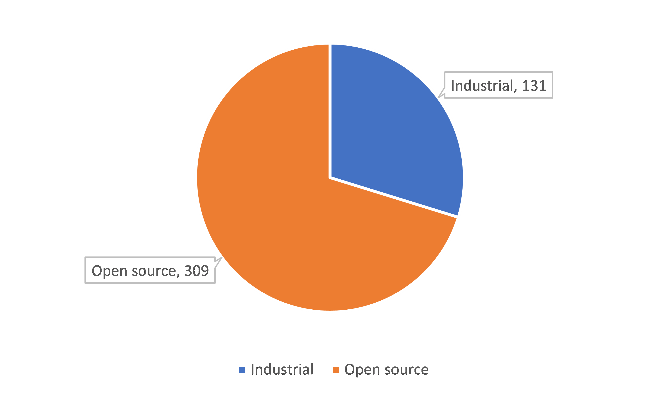 Industrial, 131
Open source, 309
Industrial Open source